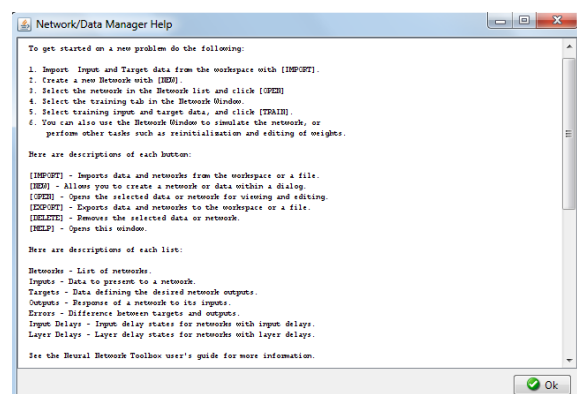 Network/Data Manager Help
To get started on a new problem do the following:
1. Import Input and Target data from the workspace with [IMPORT].
2. Create a new Network with [NEW].
3. Select the network in the Network list and click [OPEN]
4. Select the training tab in the Network Window.
5. Select training input and target data, and click [TRAIN].
6. You can also use the Network Window to simulate the network, or
perform other tasks such as reinitialization and editing of weights.
Here are descriptions of each button:
[IMPORT] - Imports data and networks from the workspace or a file.
[NEW] - Allows you to create a network or data within a dialog.
[OPEN] - Opens the selected data or network for viewing and editing.
[EXPORT] - Exports data and networks to the workspace or a file.
[DELETE] - Removes the selected data or network.
[HELP] - Opens this window.
Here are descriptions of each list:
Networks - List of networks.
Inputs - Data to present to a network.
Targets - Data defining the desired network outputs.
Outputs - Response of a network to its inputs.
Errors - Difference between targets and outputs.
Input Delays - Input delay states for networks with input delays.
Layer Delays - Layer delay states for networks with layer delays.
See the Neural Network Toolbox user's guide for more information.
Ok